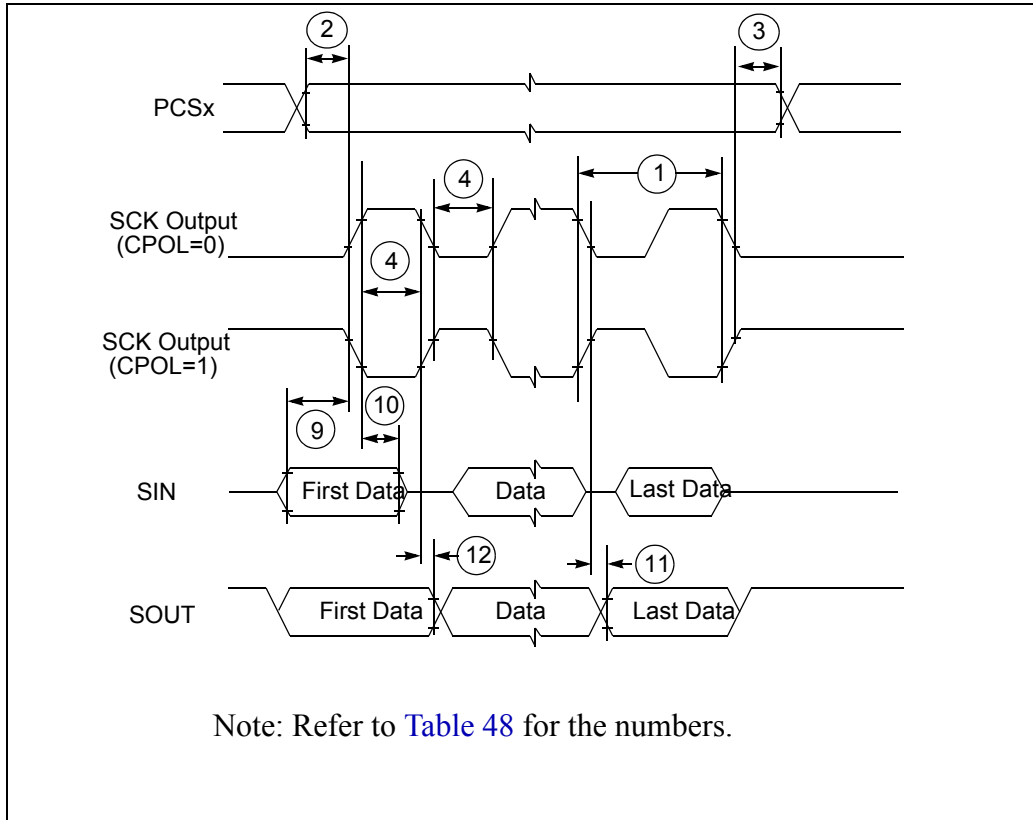 2
3
PCSx
4
1
SCK Output
(CPOL=0)
4
SCK Output
(CPOL=1)
10
9
SIN
First Data
Data
Last Data
12
11
SOUT
First Data
Data
Last Data
Note: Refer to Table 48 for the numbers.